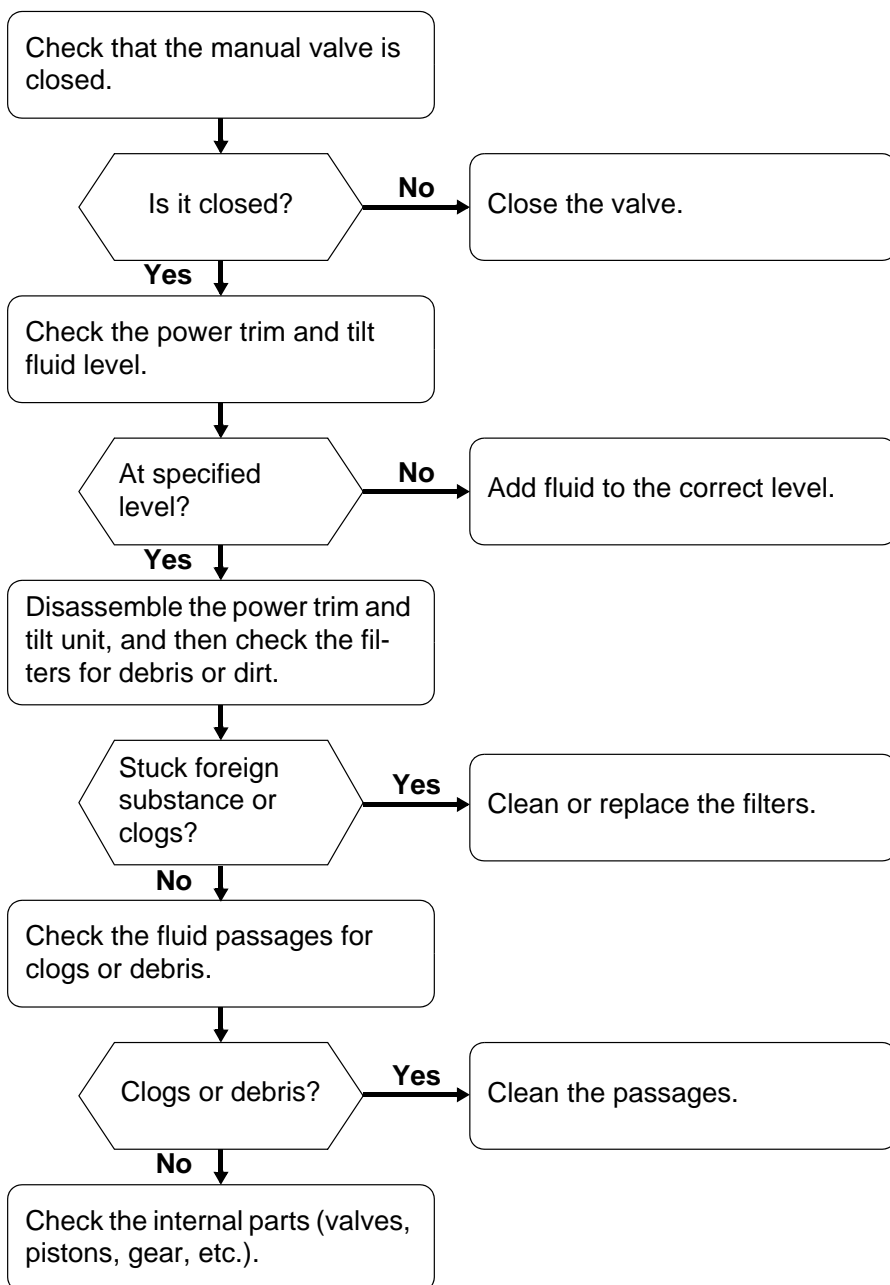 Check that the manual valve is
closed.
Is it closed?
No
Close the valve.
Yes
Check the power trim and tilt
fluid level.
At specified
level?
No
Add fluid to the correct level.
Yes
Disassemble the power trim and
tilt unit, and then check the fil-
ters for debris or dirt.
Stuck foreign
substance or
clogs?
Yes
Clean or replace the filters.
No
Check the fluid passages for
clogs or debris.
Clogs or debris?
Yes
Clean the passages.
No
Check the internal parts (valves,
pistons, gear, etc.).